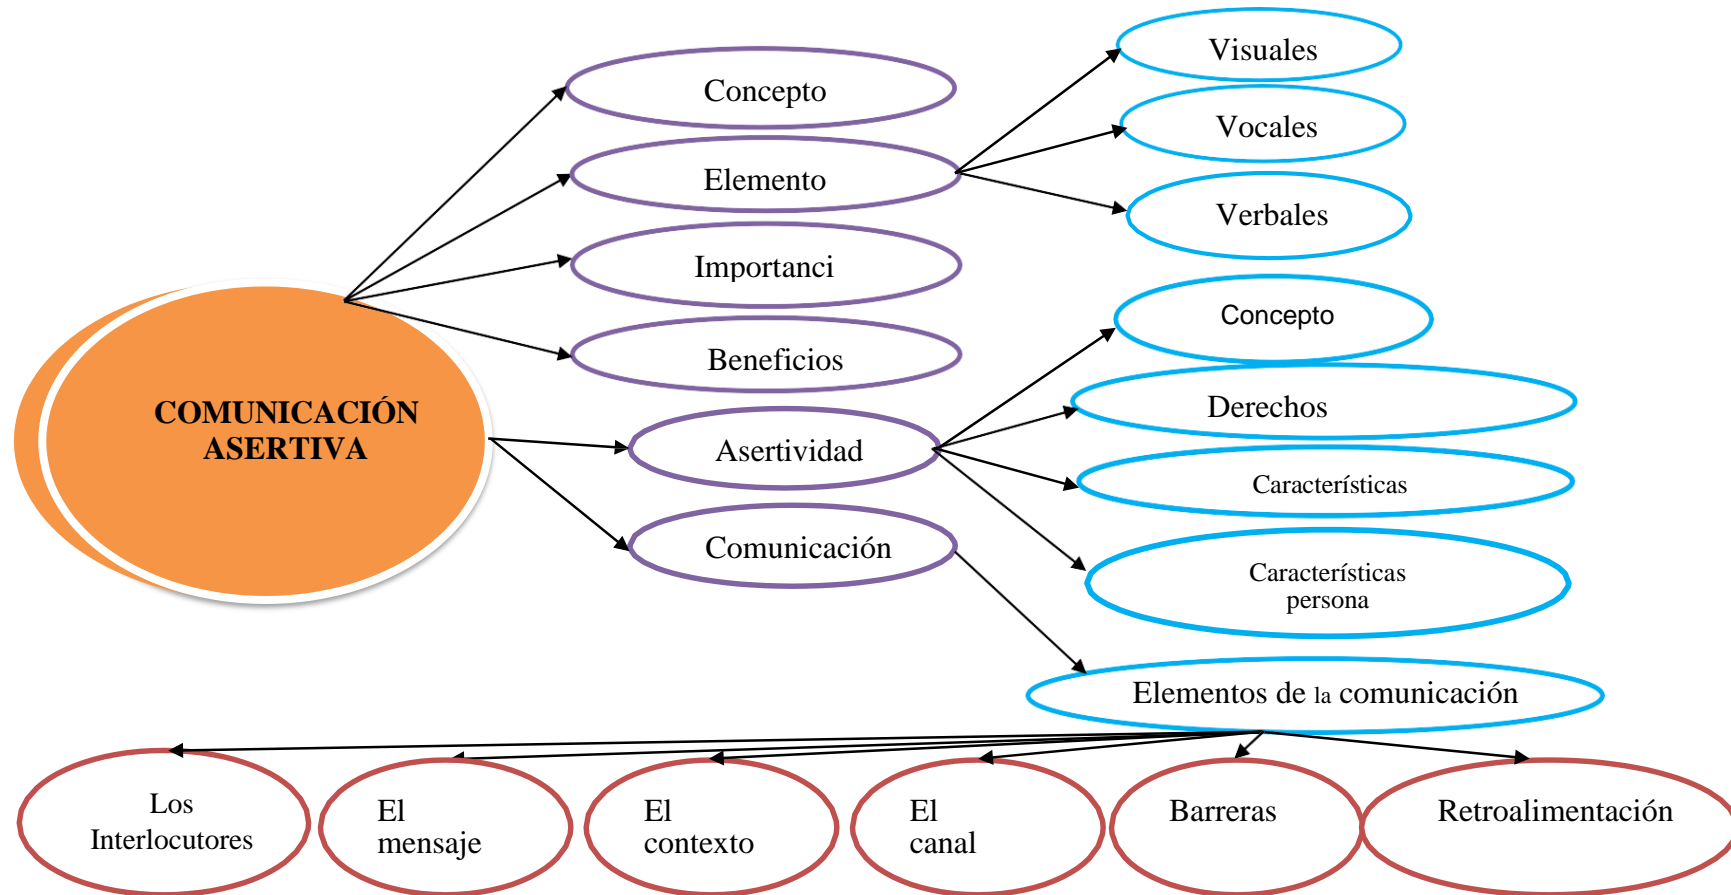 COMUNICACIÓN
ASERTIVA
Concepto
Elemento
Importanci
Beneficios
Asertividad
Comunicación
Visuales
Vocales
Verbales
Concepto
Derechos
Características
Características
persona
Elementos de la comunicación
Los
Interlocutores
El
mensaje
El
contexto
El
canal
Barreras
Retroalimentación